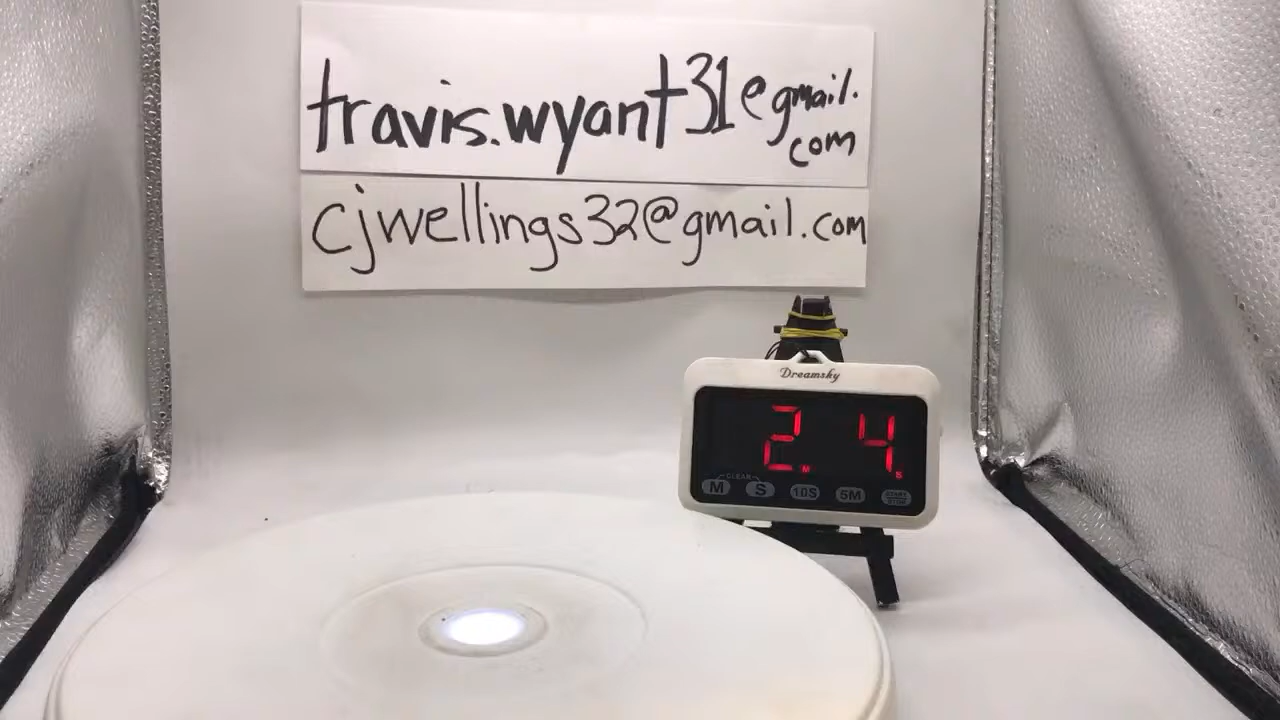 travis.wyant31@gmail.
com
cjwellings32@gmail.com
Dreamsky
2 M 4 S
CLEAR
M S 10S 5M START
STOP